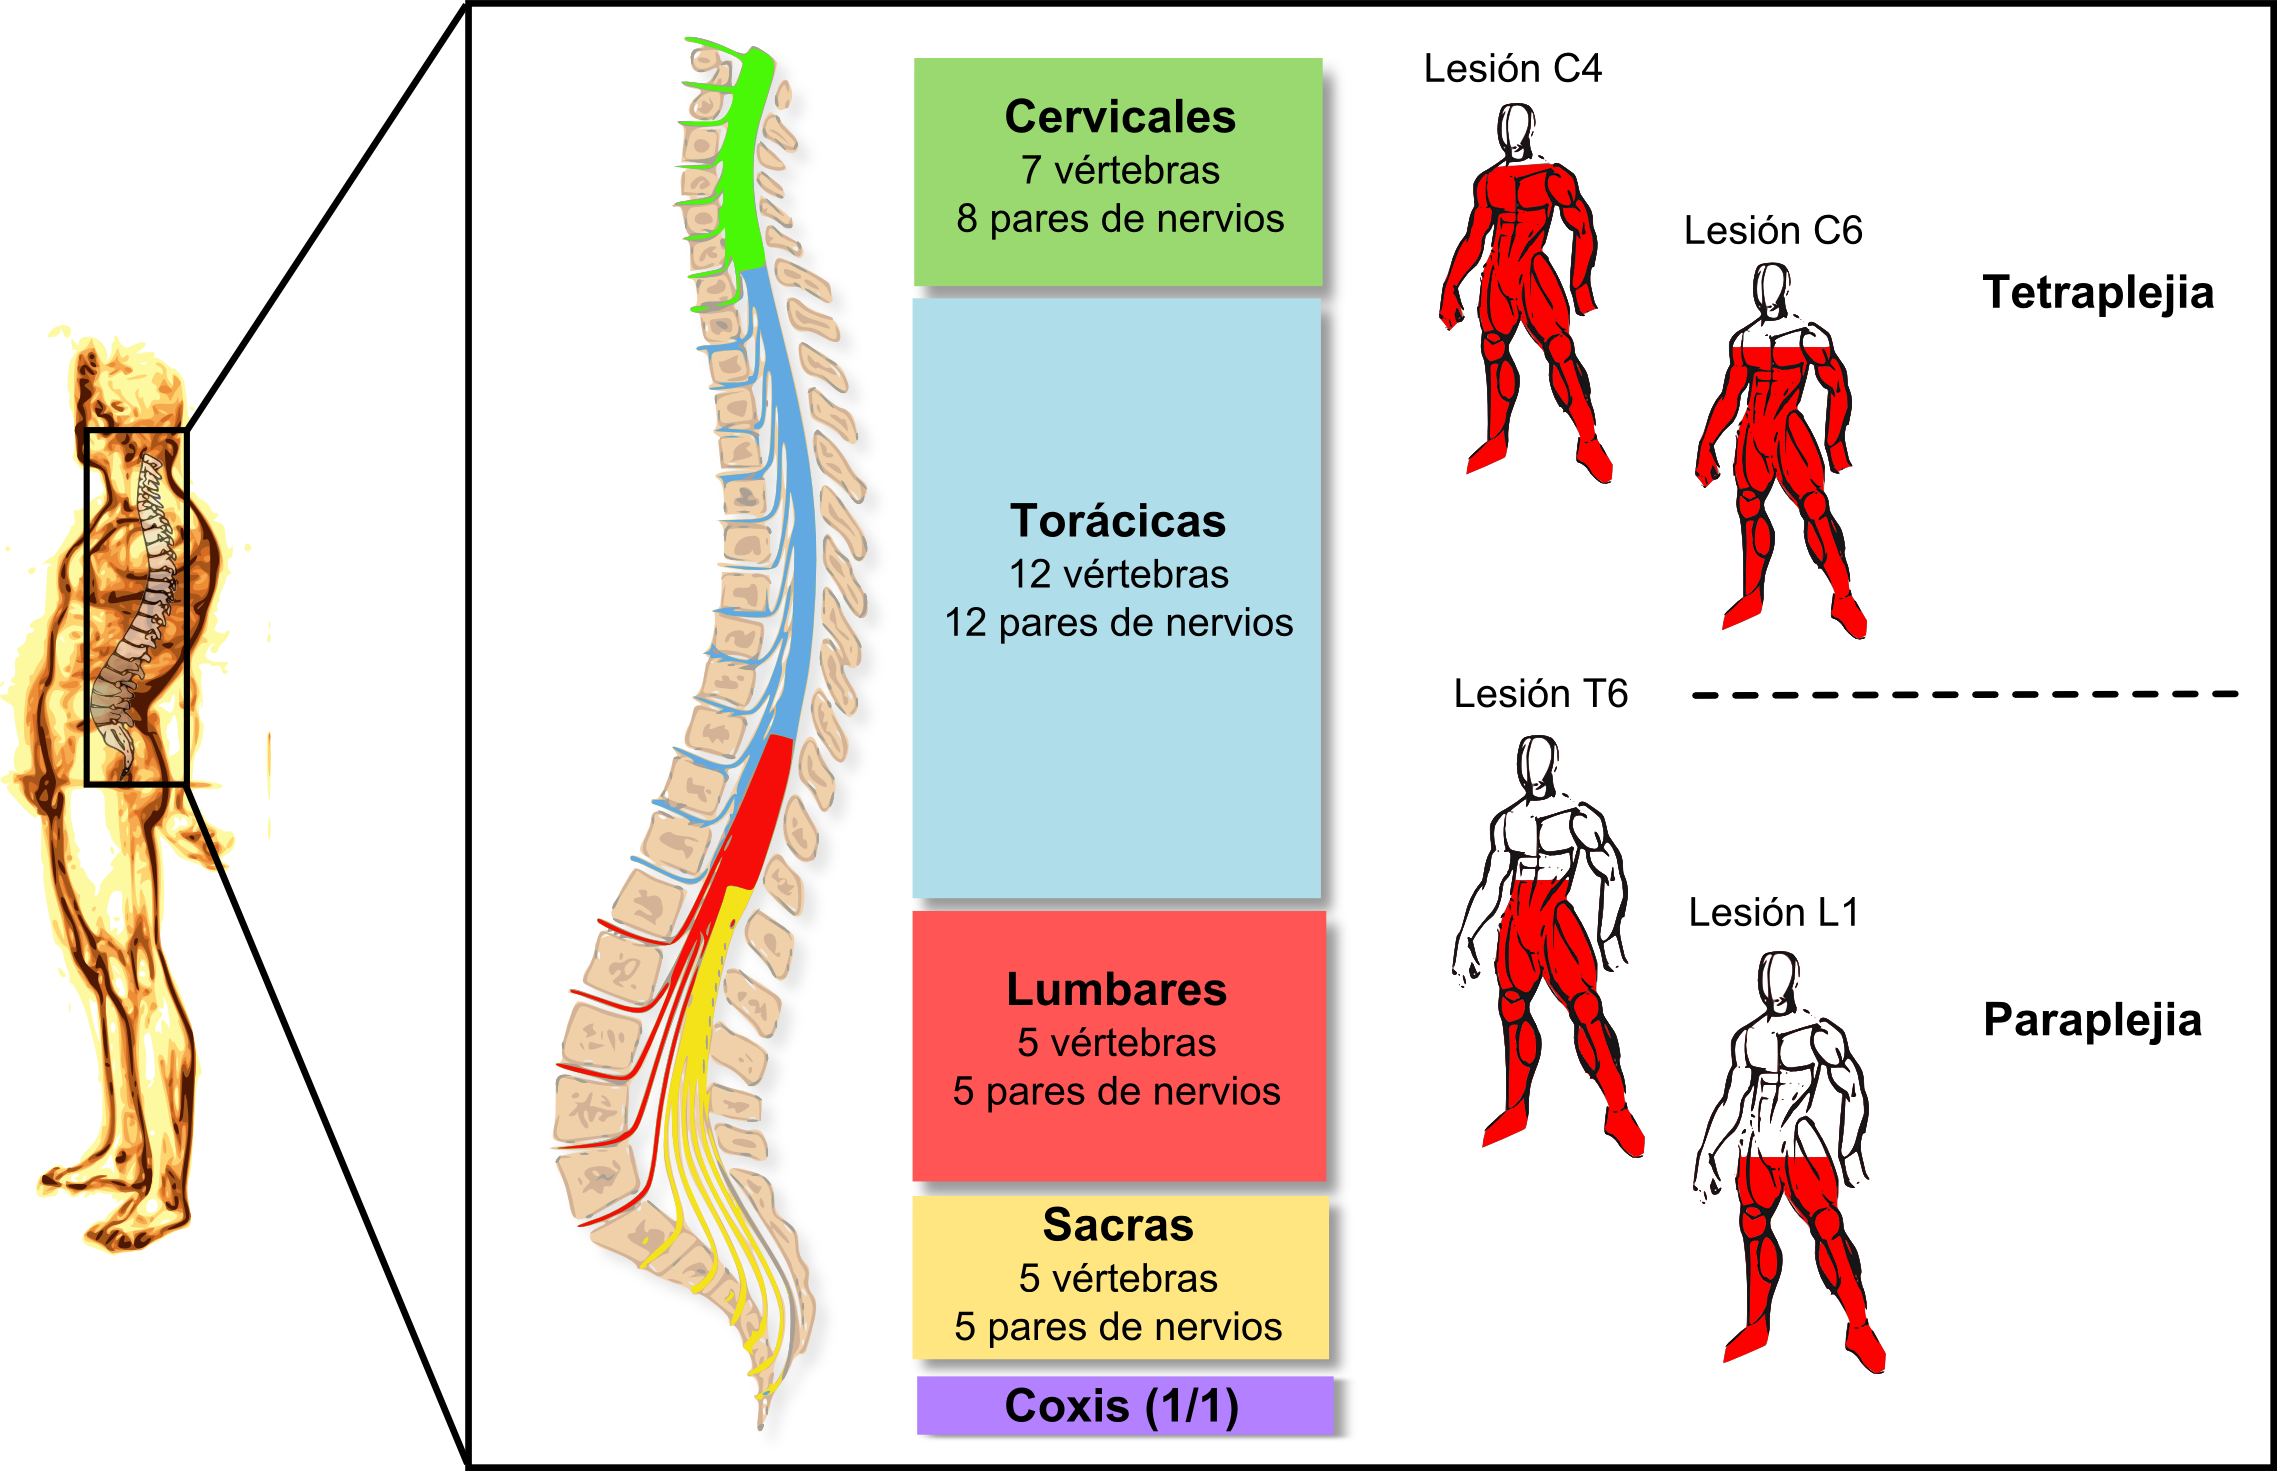 Cervicales
7 vértebras
8 pares de nervios
Torácicas
12 vértebras
12 pares de nervios
Lumbares
5 vértebras
5 pares de nervios
Sacras
5 vértebras
5 pares de nervios
Coxis (1/1)
Lesión C4
Lesión C6
Tetraplejia
Lesión T6
Lesión L1
Paraplejia